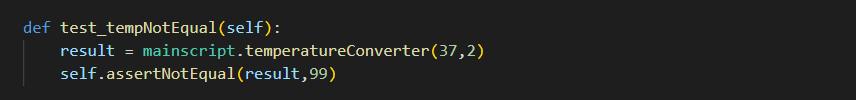 def test_tempNotEqual(self):
    result = mainscript.temperatureConverter(37,2)
    self.assertNotEqual(result,99)